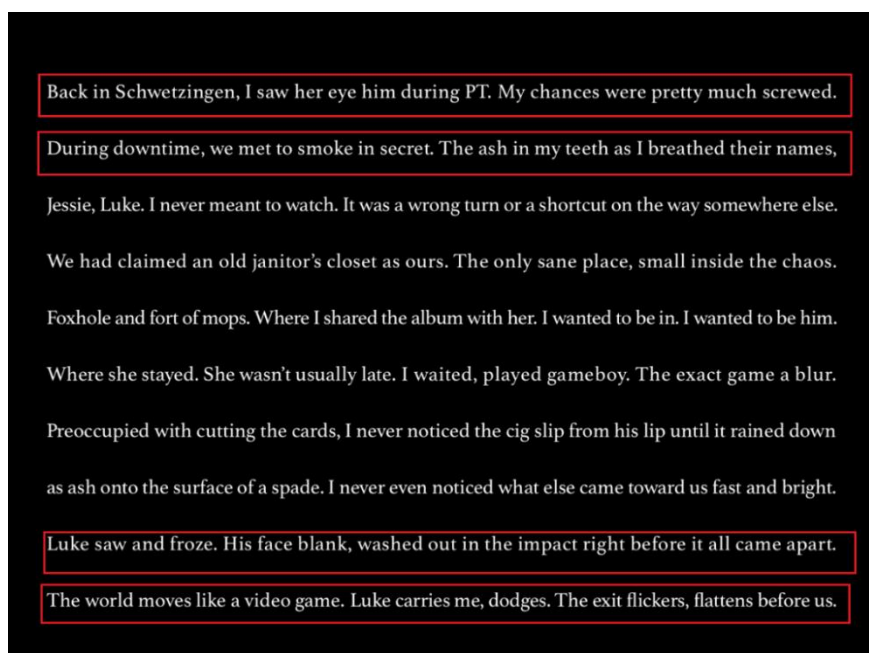 Back in Schwetzingen, I saw her eye him during PT. My chances were pretty much screwed.
During downtime, we met to smoke in secret. The ash in my teeth as I breathed their names,
Jessie, Luke. I never meant to watch. It was a wrong turn or a shortcut on the way somewhere else.
We had claimed an old janitor’s closet as ours. The only sane place, small inside the chaos.
Foxhole and fort of mops. Where I shared the album with her. I wanted to be in. I wanted to be him.
Where she stayed. She wasn’t usually late. I waited, played gameboy. The exact game a blur.
Preoccupied with cutting the cards, I never noticed the cig slip from his lip until it rained down
as ash onto the surface of a spade. I never even noticed what else came toward us fast and bright.
Luke saw and froze. His face blank, washed out in the impact right before it all came apart.
The world moves like a video game. Luke carries me, dodges. The exit flickers, flattens before us.